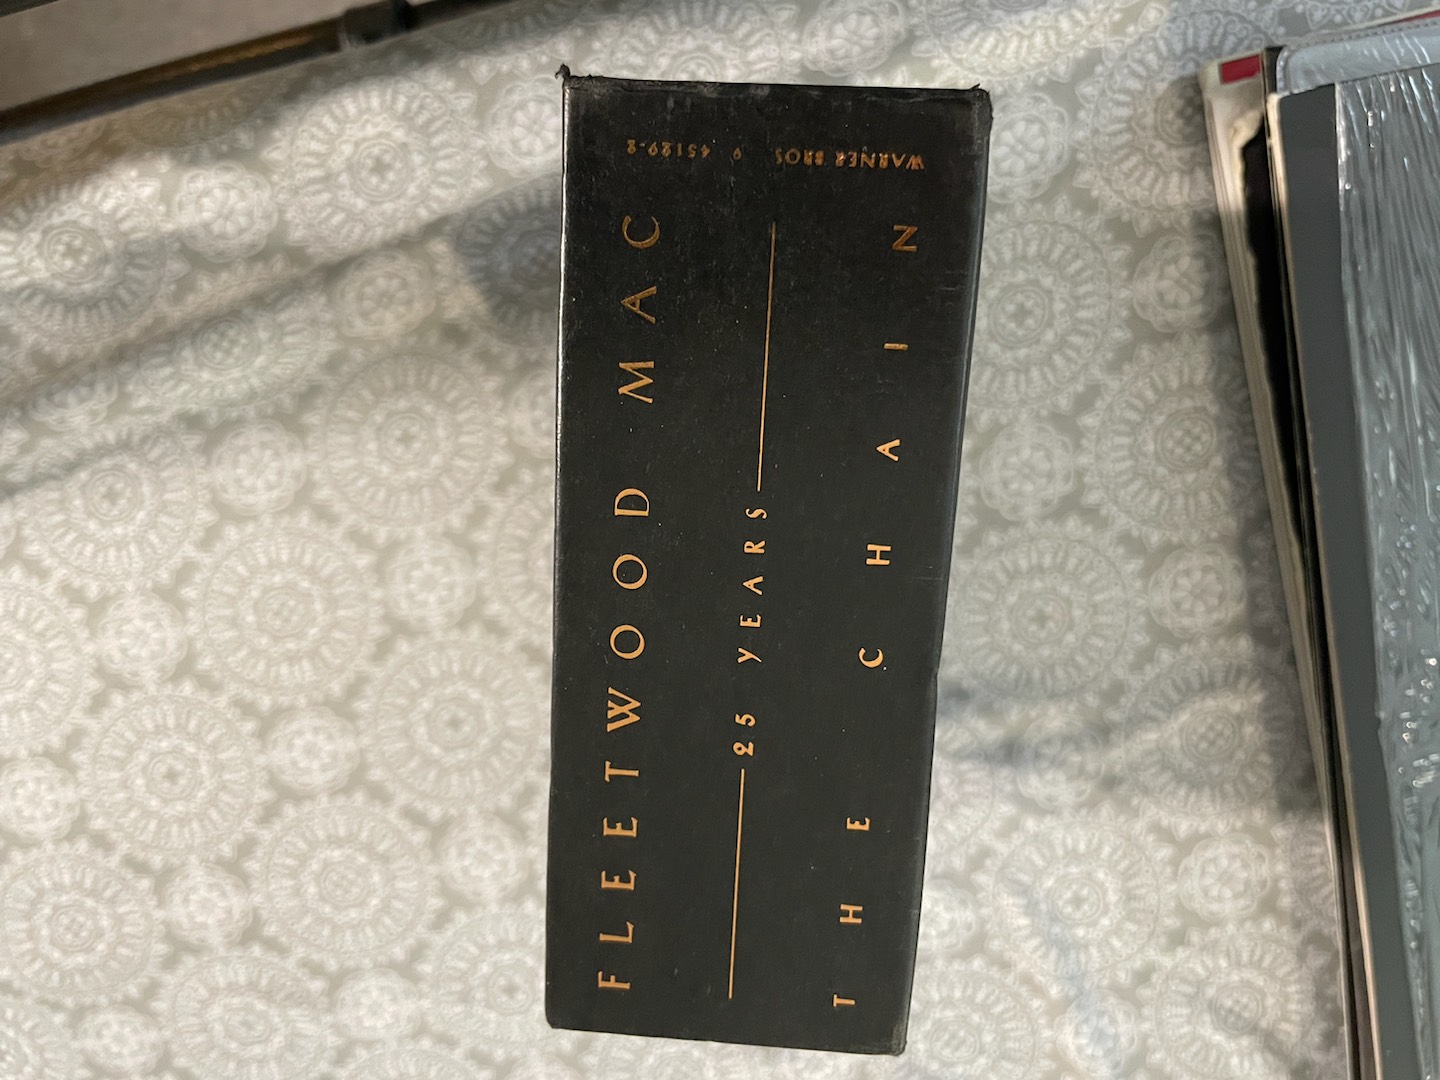 FLEETWOOD MAC
25 YEARS
THE CHAIN
WARNER BROS 9 45129-2